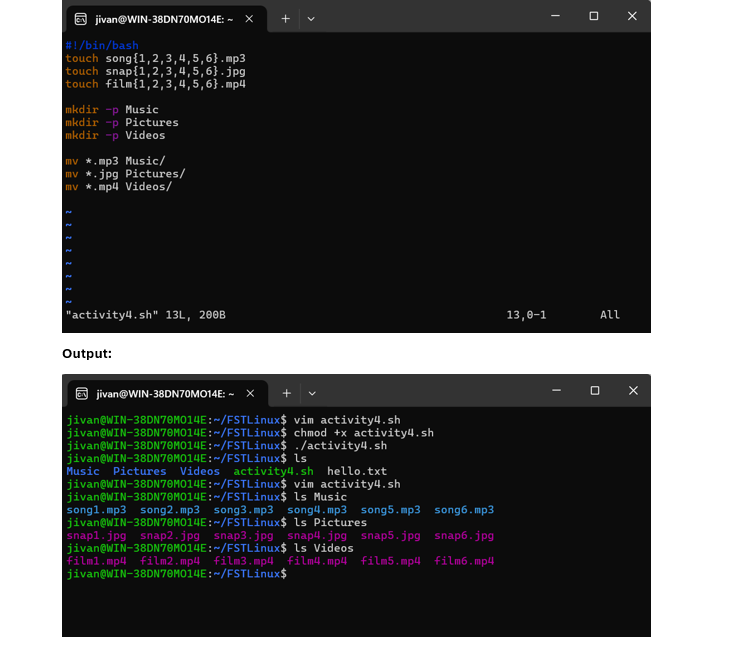 jivan@WIN-38DN70MO14E: ~
#!/bin/bash
touch song{1,2,3,4,5,6}.mp3
touch snap{1,2,3,4,5,6}.jpg
touch film{1,2,3,4,5,6}.mp4
mkdir -p Music
mkdir -p Pictures
mkdir -p Videos
mv *.mp3 Music/
mv *.jpg Pictures/
mv *.mp4 Videos/
~
~
~
~
~
~
~
~
"activity4.sh" 13L, 200B 13,0-1 All
Output:
jivan@WIN-38DN70MO14E: ~
jivan@WIN-38DN70MO14E:~/FSTLinux$ vim activity4.sh
jivan@WIN-38DN70MO14E:~/FSTLinux$ chmod +x activity4.sh
jivan@WIN-38DN70MO14E:~/FSTLinux$ ./activity4.sh
jivan@WIN-38DN70MO14E:~/FSTLinux$ ls
Music Pictures Videos activity4.sh hello.txt
jivan@WIN-38DN70MO14E:~/FSTLinux$ vim activity4.sh
jivan@WIN-38DN70MO14E:~/FSTLinux$ ls Music
song1.mp3 song2.mp3 song3.mp3 song4.mp3 song5.mp3 song6.mp3
jivan@WIN-38DN70MO14E:~/FSTLinux$ ls Pictures
snap1.jpg snap2.jpg snap3.jpg snap4.jpg snap5.jpg snap6.jpg
jivan@WIN-38DN70MO14E:~/FSTLinux$ ls Videos
film1.mp4 film2.mp4 film3.mp4 film4.mp4 film5.mp4 film6.mp4
jivan@WIN-38DN70MO14E:~/FSTLinux$